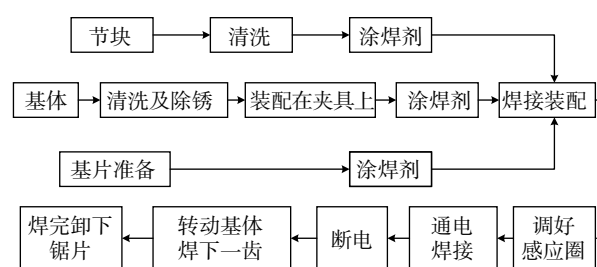 节块 清洗 涂焊剂
基体 清洗及除锈 装配在夹具上 涂焊剂 焊接装配
基片准备 涂焊剂
焊完卸下 转动基体 断电 通电 调好
锯片 焊下一齿 焊接 感应圈